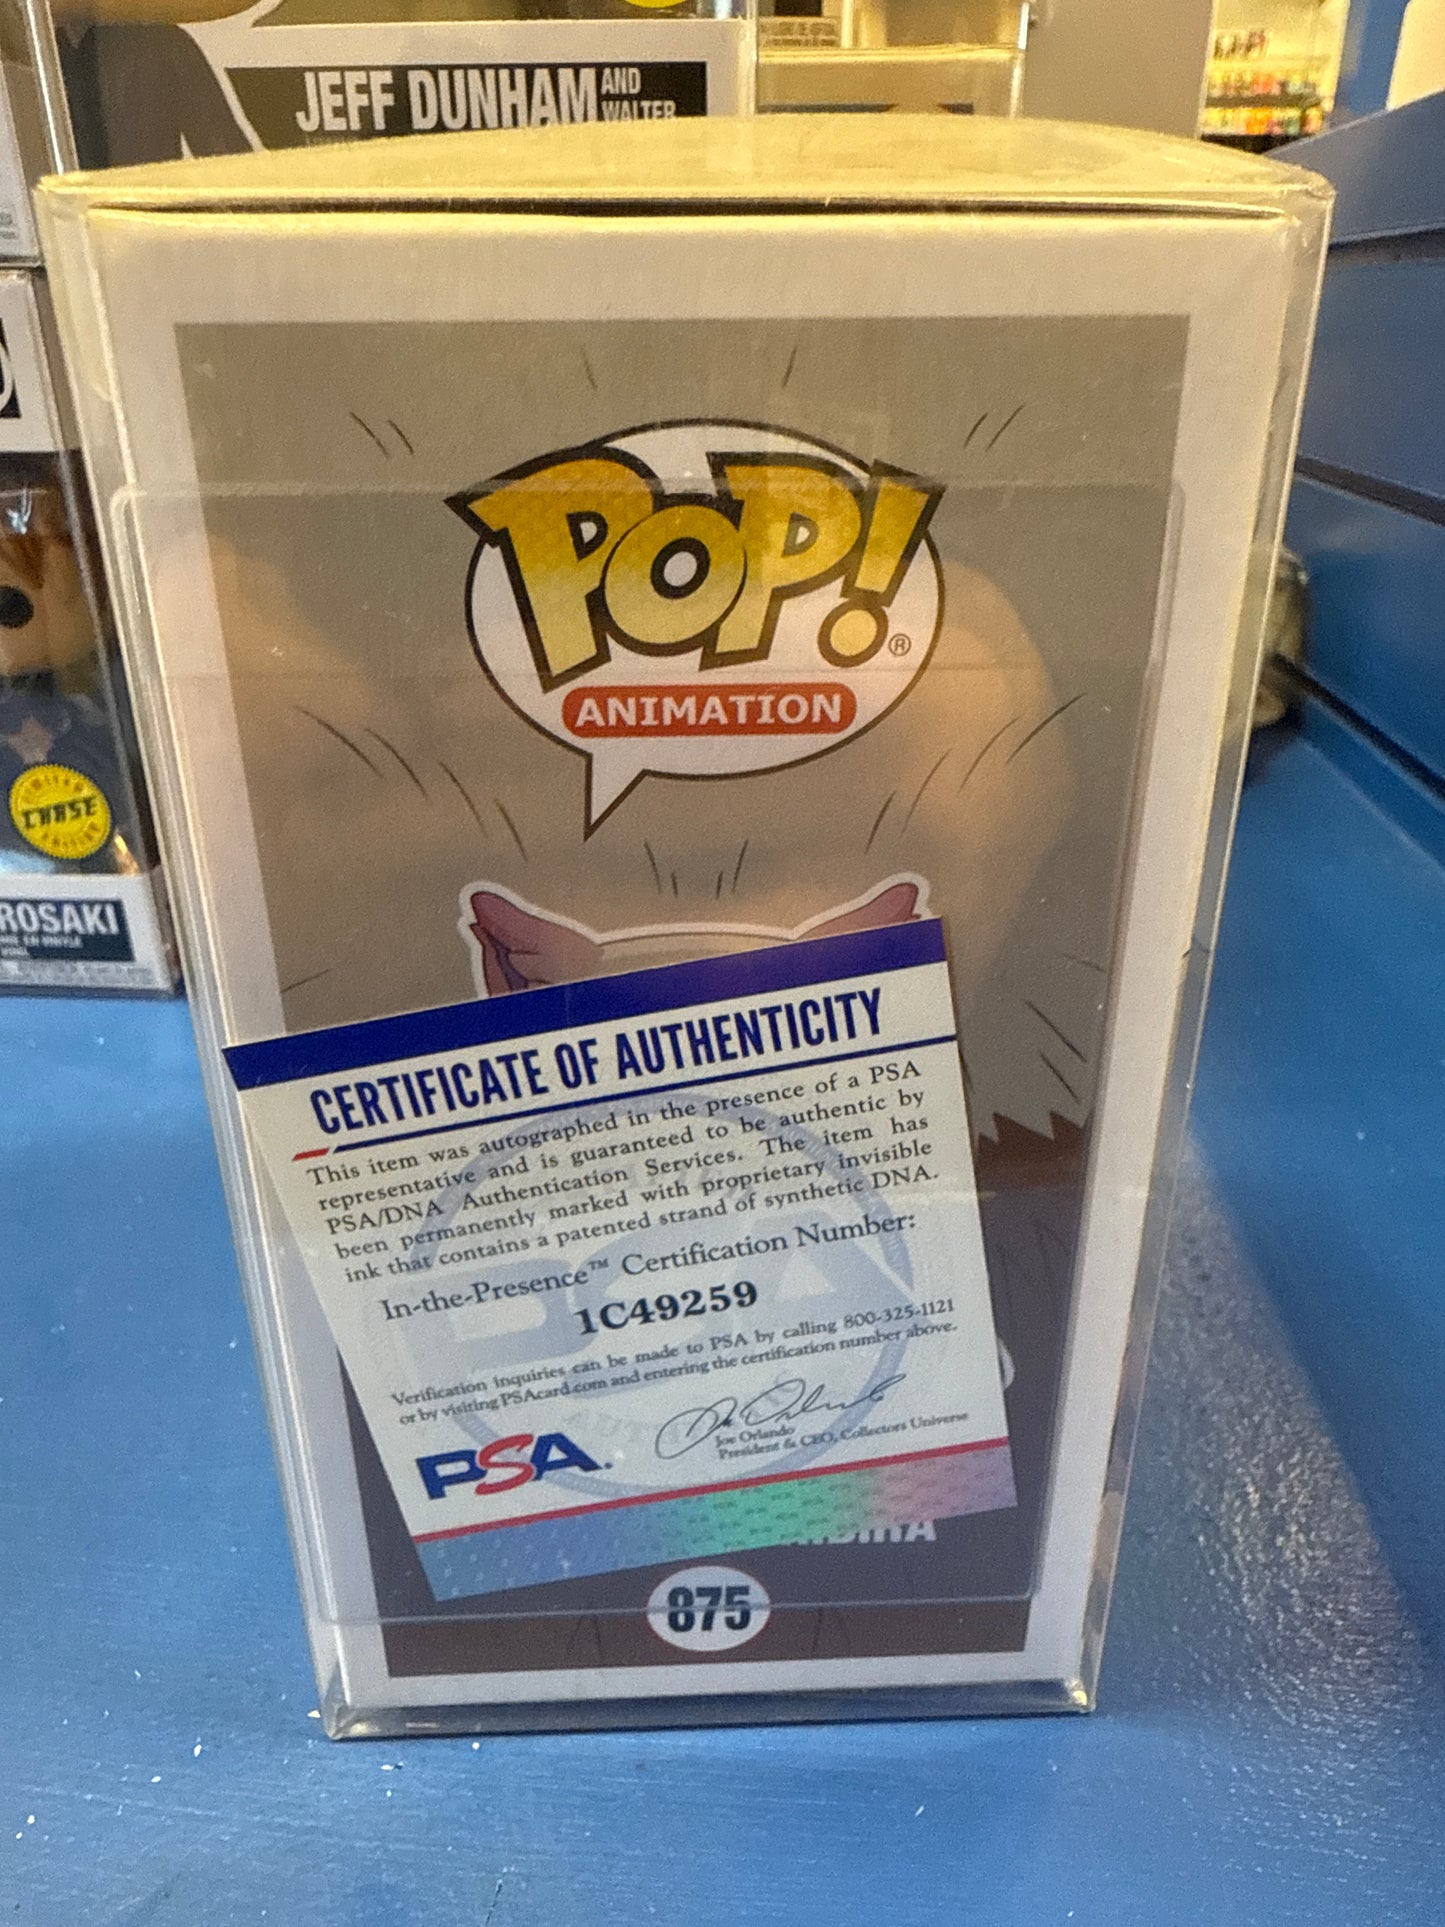 JEFF DUNHAM AND
WALTER
POP!®
ANIMATION
CHASE
ROSAKI
CERTIFICATE OF AUTHENTICITY
This item was autographed in the presence of a PSA
representative and is guaranteed to be authentic by
PSA/DNA Authentication Services. The item has
been permanently marked with proprietary invisible
ink that contains a patented strand of synthetic DNA.
In-the-Presence™ Certification Number:
1C49259
Verification inquiries can be made to PSA by calling 800-325-1121
or by visiting PSAcard.com and entering the certification number above.
Joe Orlando
President & CEO, Collectors Universe
PSA.
875